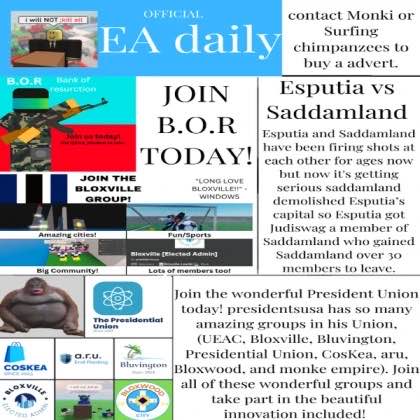 i will NOT ;kill all
OFFICIAL
EA daily
contact Monki or
Surfing
chimpanzees to
buy a advert.
B.O.R
Bank of
resurction
Join us today!
JOIN
B.O.R
TODAY!
JOIN THE
BLOXVILLE
GROUP!
"LONG LOVE
BLOXVILLE!!" -
WINDOWS
Amazing cities!
Fun/Sports
Bloxville [Elected Admin]
Big Community!
Lots of members too!
Esputia vs
Saddamland
Esputia and Saddamland
have been firing shots at
each other for ages now
but now it's getting
serious saddamland
demolished Esputia's
capital so Esputia got
Judiswag a member of
Saddamland who gained
Saddamland over 30
members to leave.
The Presidential
Union
COSKEA
a.r.u.
Bluvington
BLOXVILLE
ELECTED ADMIN
BLOXWOOD
CITY
Join the wonderful President Union
today! presidentsusa has so many
amazing groups in his Union,
(UEAC, Bloxville, Bluvington,
Presidential Union, CosKea, aru,
Bloxwood, and monke empire). Join
all of these wonderful groups and
take part in the beautiful
innovation included!